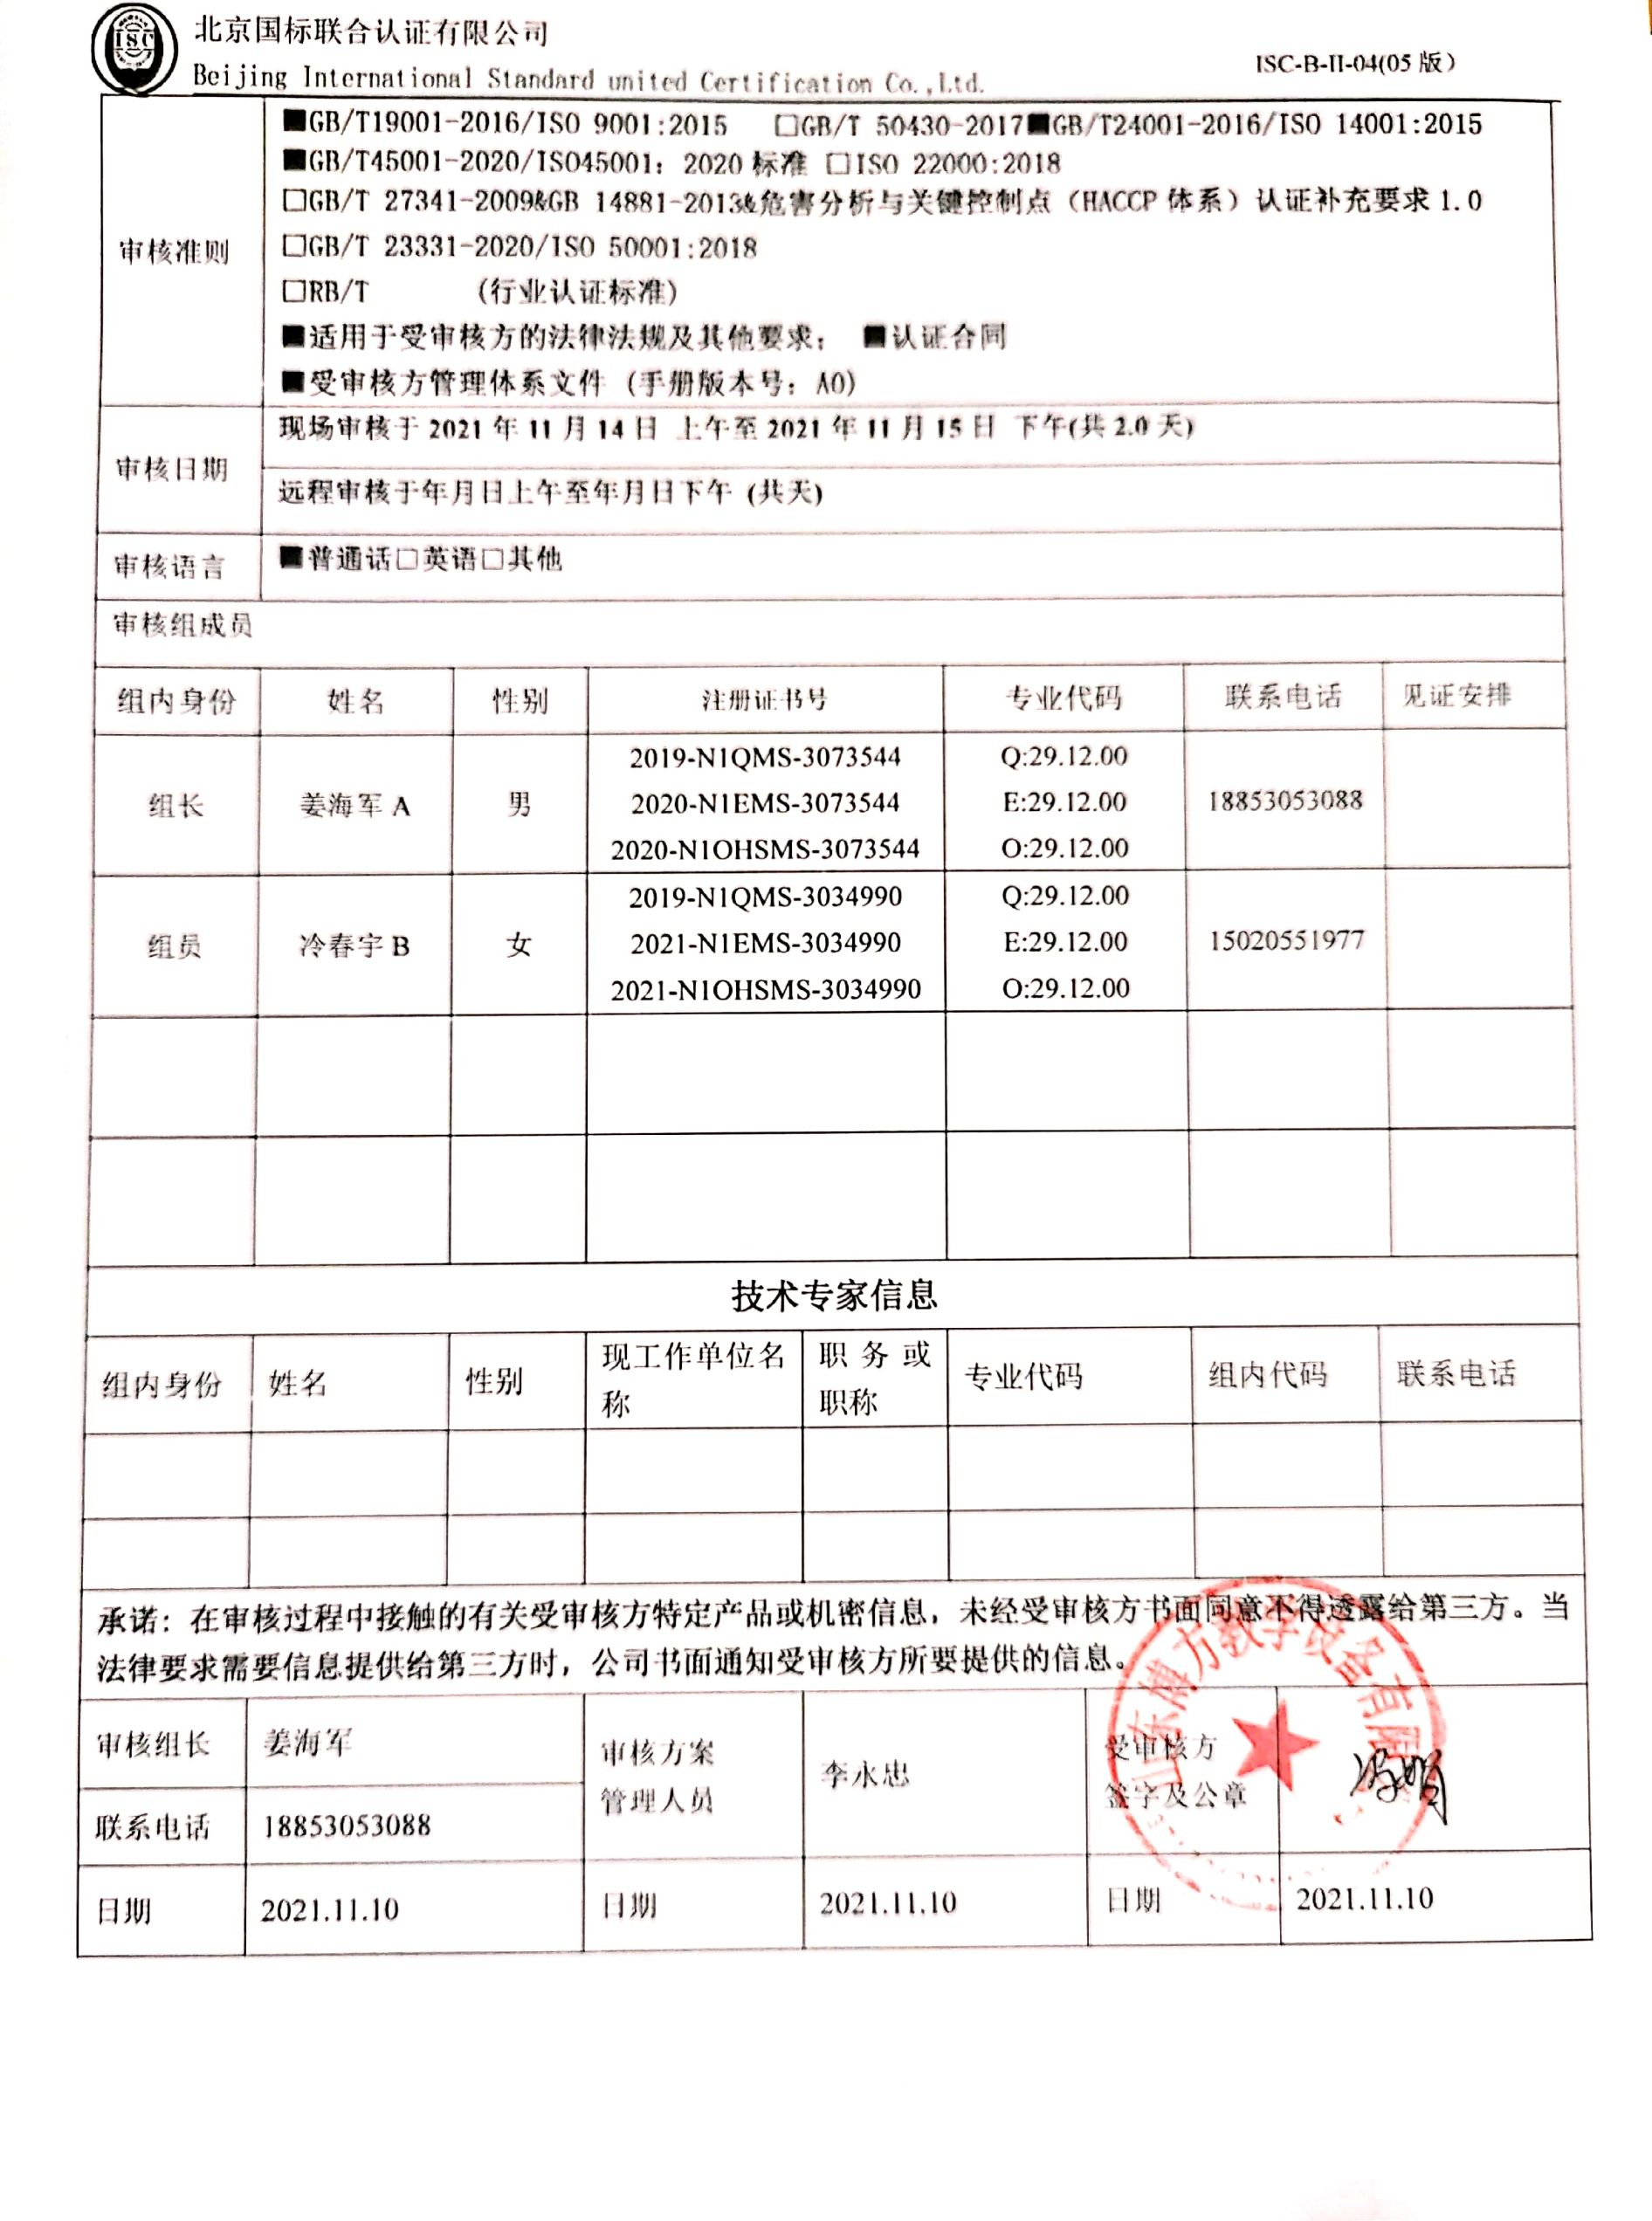 ISC
北京国标联合认证有限公司
ISC-B-II-04(05 版)
Beijing International Standard united Certification Co.,Ltd.
审核准则
■GB/T19001-2016/ISO 9001:2015 □GB/T 50430-2017■GB/T24001-2016/ISO 14001:2015
■GB/T45001-2020/ISO45001：2020 标准 □ISO 22000:2018
□GB/T 27341-2009&GB 14881-2013&危害分析与关键控制点（HACCP 体系）认证补充要求 1.0
□GB/T 23331-2020/ISO 50001:2018
□RB/T （行业认证标准）
■适用于受审核方的法律法规及其他要求； ■认证合同
■受审核方管理体系文件（手册版本号：A0）
审核日期
现场审核于 2021 年 11 月 14 日 上午至 2021 年 11 月 15 日 下午(共 2.0 天)
远程审核于年月日上午至年月日下午 (共天)
审核语言 ■普通话□英语□其他
审核组成员
组内身份 姓名 性别 注册证书号 专业代码 联系电话 见证安排
2019-N1QMS-3073544 Q:29.12.00
组长 姜海军 A 男 2020-N1EMS-3073544 E:29.12.00 18853053088
2020-N1OHSMS-3073544 O:29.12.00
2019-N1QMS-3034990 Q:29.12.00
组员 冷春宇 B 女 2021-N1EMS-3034990 E:29.12.00 15020551977
2021-N1OHSMS-3034990 O:29.12.00
技术专家信息
组内身份 姓名 性别 现工作单位名称 职务或职称 专业代码 组内代码 联系电话
承诺：在审核过程中接触的有关受审核方特定产品或机密信息，未经受审核方书面同意不得透露给第三方。当
法律要求需要信息提供给第三方时，公司书面通知受审核方所要提供的信息。
审核组长 姜海军 审核方案管理人员 李永忠 受审核方签字及公章
山东博方教学设备有限
联系电话 18853053088
日期 2021.11.10 日期 2021.11.10 日期 2021.11.10